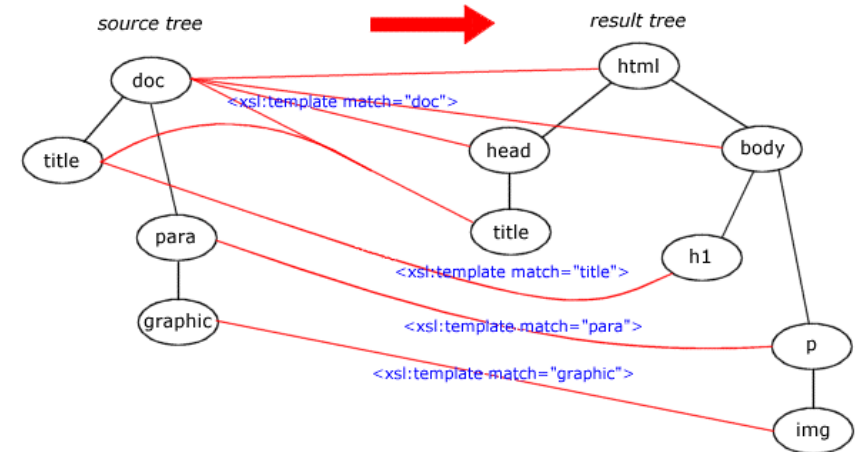 source tree
result tree
doc
html
<xsl:template match="doc">
title
head
body
title
para
h1
<xsl:template match="title">
graphic
<xsl:template match="para">
p
<xsl:template match="graphic">
img